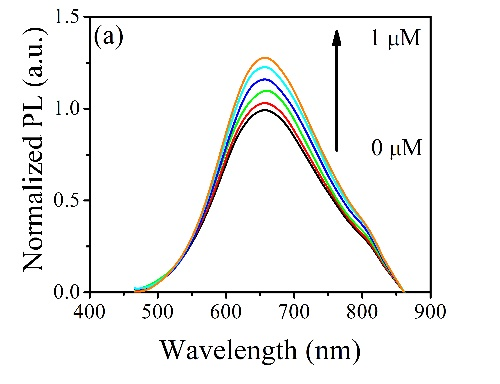 (a)
1 μM
0 μM
Normalized PL (a.u.)
1.5
1.0
0.5
0.0
400 500 600 700 800 900
Wavelength (nm)